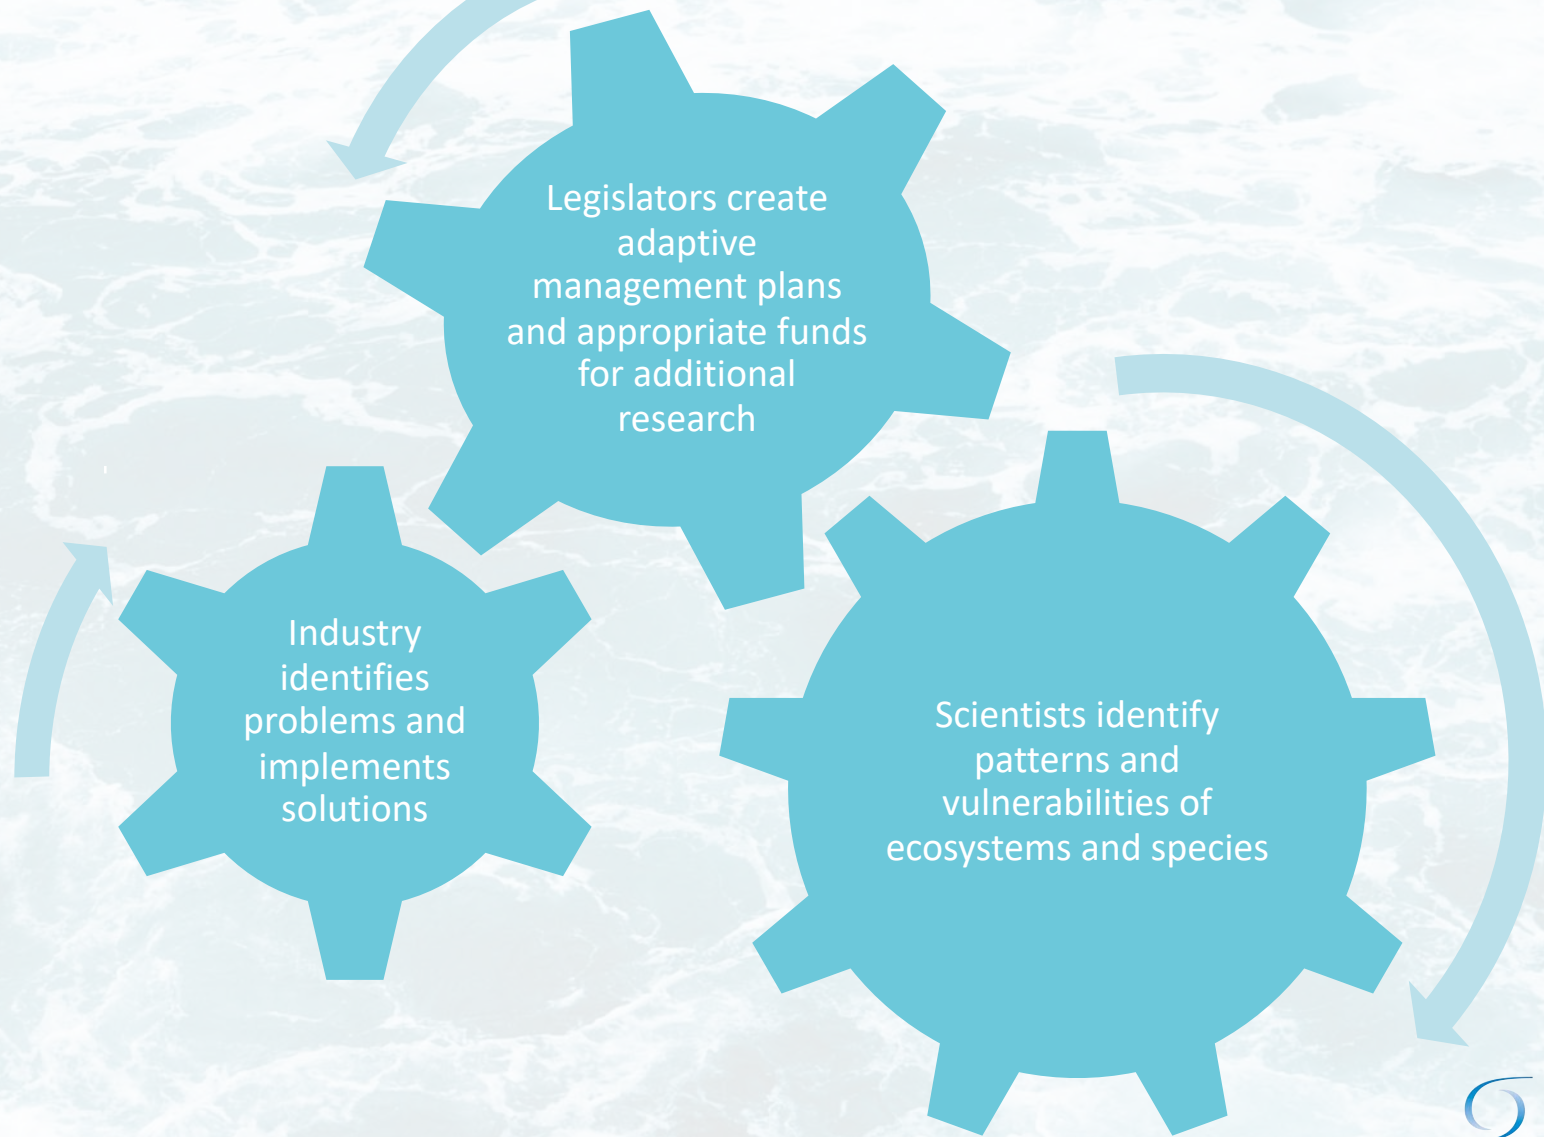 Legislators create
adaptive
management plans
and appropriate funds
for additional
research
Industry
identifies
problems and
implements
solutions
Scientists identify
patterns and
vulnerabilities of
ecosystems and species